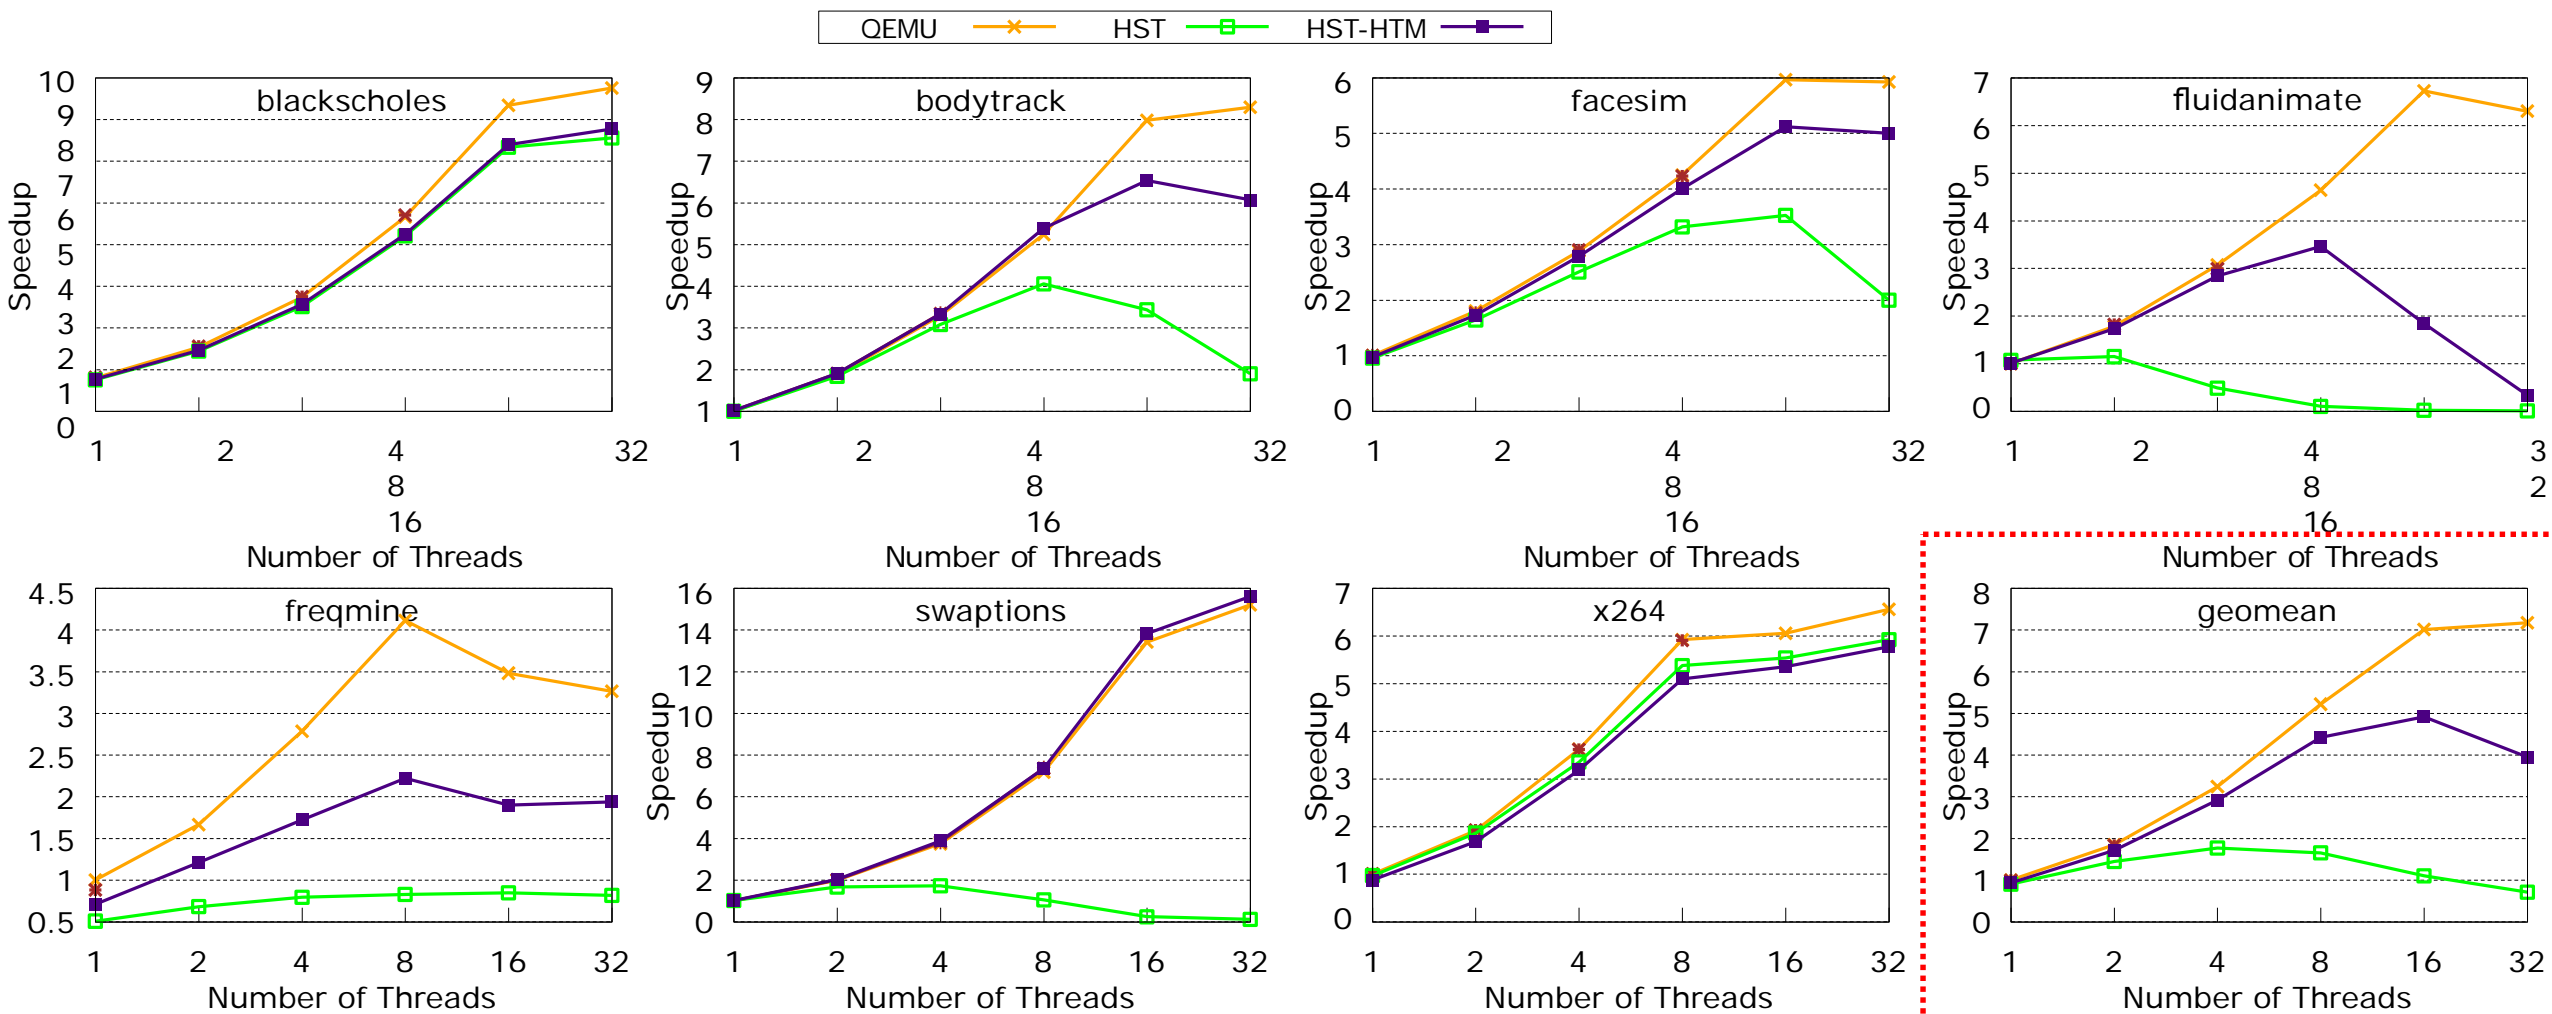 QEMU HST HST-HTM
blackscholes
Speedup
10
9
8
7
6
5
4
3
2
1
0
1 2 4 32
8
16
Number of Threads
bodytrack
Speedup
9
8
7
6
5
4
3
2
1
1 2 4 32
8
16
Number of Threads
facesim
Speedup
6
5
4
3
2
1
0
1 2 4 32
8
16
Number of Threads
fluidanimate
Speedup
7
6
5
4
3
2
1
0
1 2 4 3
8 2
16
Number of Threads
freqmine
4.5
4
3.5
3
2.5
2
1.5
1
0.5
1 2 4 8 16 32
Number of Threads
swaptions
Speedup
16
14
12
10
8
6
4
2
0
1 2 4 8 16 32
Number of Threads
x264
Speedup
7
6
5
4
3
2
1
0
1 2 4 8 16 32
Number of Threads
geomean
Speedup
8
7
6
5
4
3
2
1
0
1 2 4 8 16 32
Number of Threads